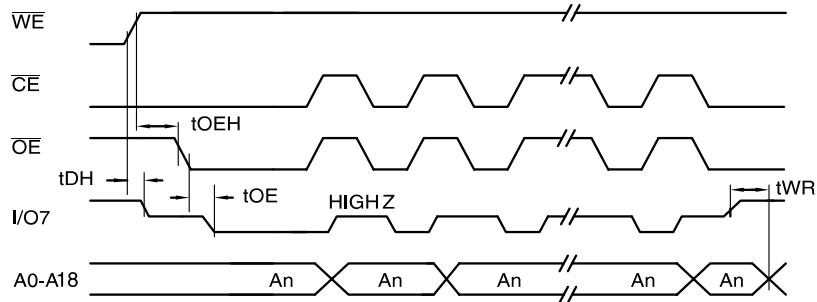 WE
CE
tOEH
OE
tDH
tOE
HIGH Z
tWR
I/O7
A0-A18 An An An An An